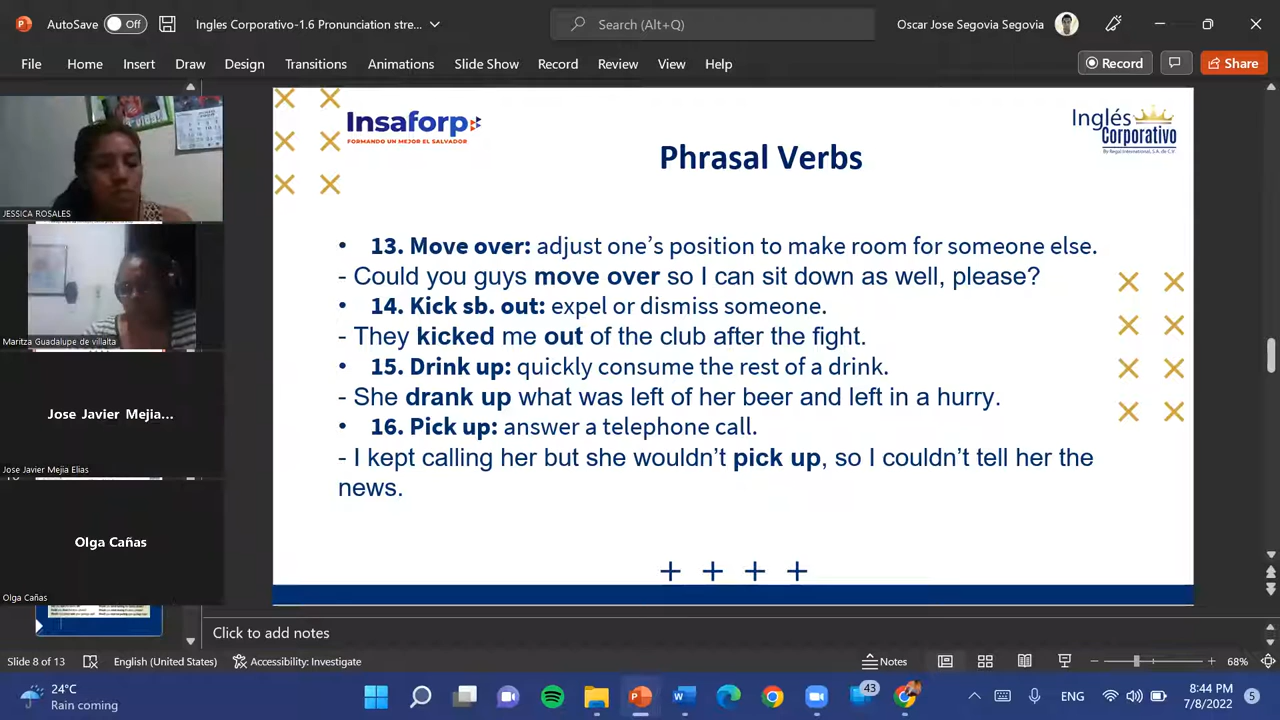 AutoSave Off Ingles Corporativo-1.6 Pronunciation stre... Search (Alt+Q) Oscar Jose Segovia Segovia
File Home Insert Draw Design Transitions Animations Slide Show Record Review View Help Record Share
JESSICA ROSALES
Maritza Guadalupe de villalta
Jose Javier Mejia...
Jose Javier Mejia Elias
Olga Cañas
Olga Cañas
Insaforp
FORMANDO UN MEJOR EL SALVADOR
Inglés
Corporativo
By Regal International, S.A. de C.V.
Phrasal Verbs
• 13. Move over: adjust one's position to make room for someone else.
- Could you guys move over so I can sit down as well, please?
• 14. Kick sb. out: expel or dismiss someone.
- They kicked me out of the club after the fight.
• 15. Drink up: quickly consume the rest of a drink.
- She drank up what was left of her beer and left in a hurry.
• 16. Pick up: answer a telephone call.
- I kept calling her but she wouldn't pick up, so I couldn't tell her the
news.
+ + + +
Click to add notes
Slide 8 of 13 English (United States) Accessibility: Investigate Notes 68%
24°C
Rain coming
43
ENG
8:44 PM
7/8/2022
5